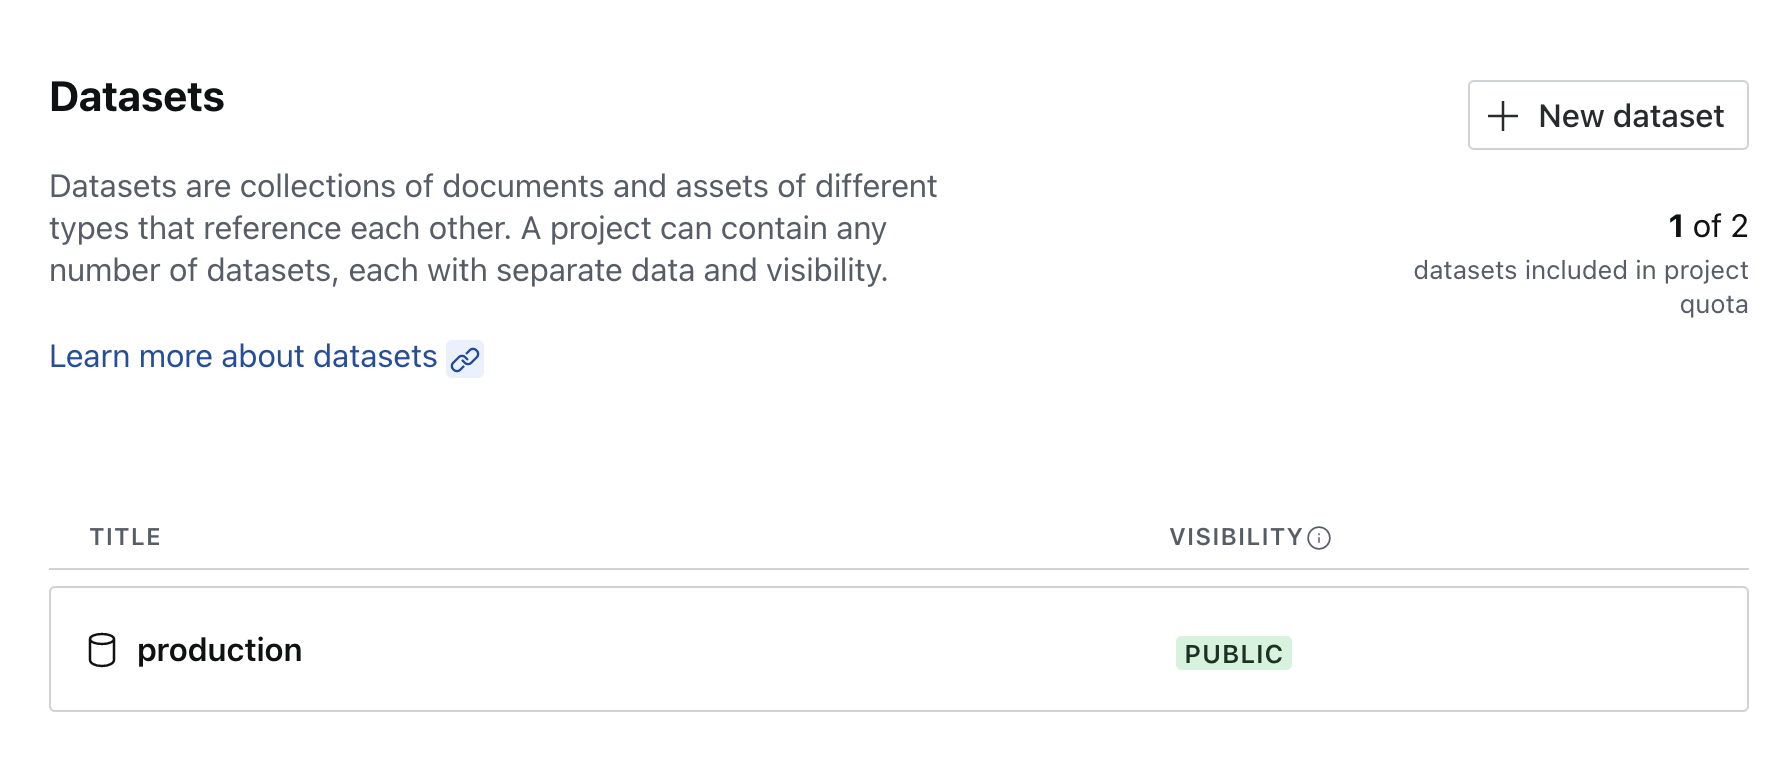 Datasets
New dataset
Datasets are collections of documents and assets of different
types that reference each other. A project can contain any
number of datasets, each with separate data and visibility.
1 of 2
datasets included in project
quota
Learn more about datasets
TITLE
VISIBILITY
production
PUBLIC